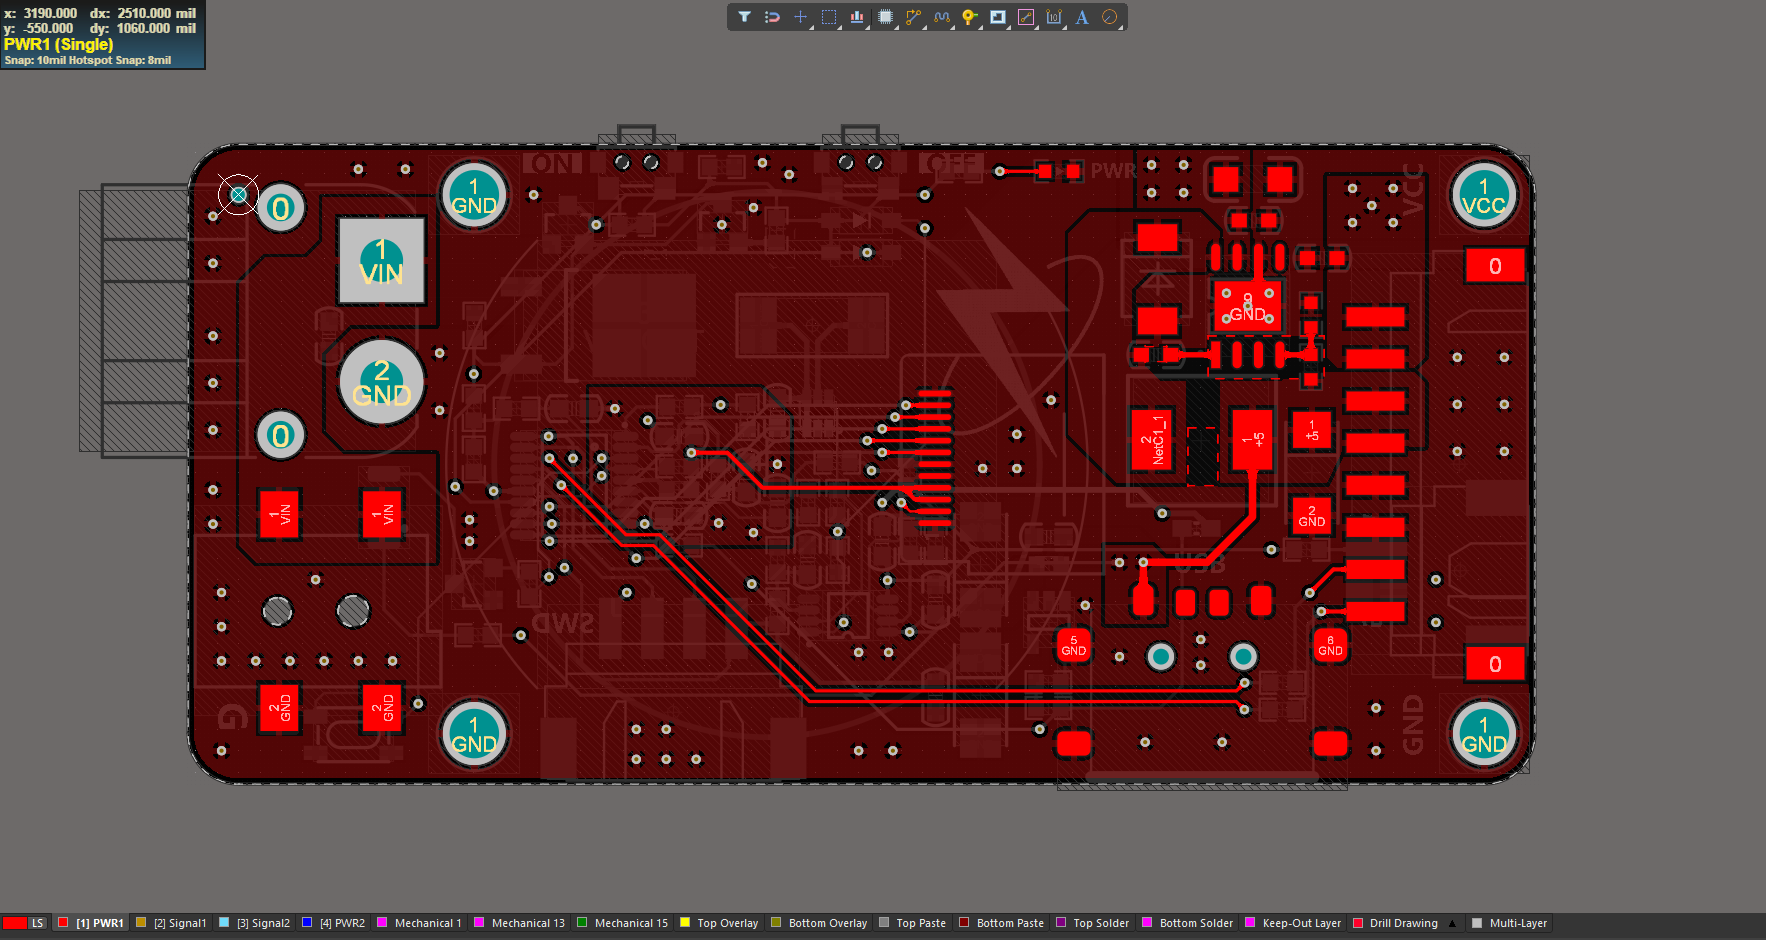 x: 3190.000 dx: 2510.000 mil
y: -550.000 dy: 1060.000 mil
PWR1 (Single)
Snap: 10mil Hotspot Snap: 8mil
ON
OFF
PWR
VCC
0
1
GND
1
VIN
2
GND
0
1
VCC
0
9
GND
2
NetC1_1
1
+5
1
+5
2
GND
1
VIN
1
VIN
USB
SWD
5
GND
6
GND
0
2
GND
2
GND
G
1
GND
GND
1
GND
LS
[1] PWR1
[2] Signal1
[3] Signal2
[4] PWR2
Mechanical 1
Mechanical 13
Mechanical 15
Top Overlay
Bottom Overlay
Top Paste
Bottom Paste
Top Solder
Bottom Solder
Keep-Out Layer
Drill Drawing
Multi-Layer